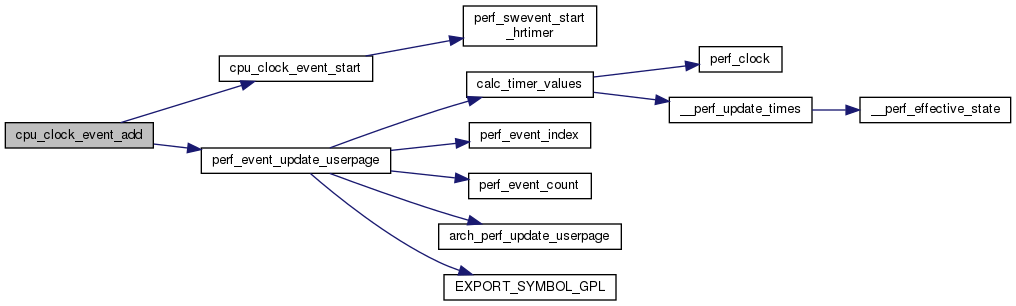 perf_swevent_start
_hrtimer
cpu_clock_event_start
perf_clock
calc_timer_values
__perf_update_times
__perf_effective_state
cpu_clock_event_add
perf_event_index
perf_event_update_userpage
perf_event_count
arch_perf_update_userpage
EXPORT_SYMBOL_GPL